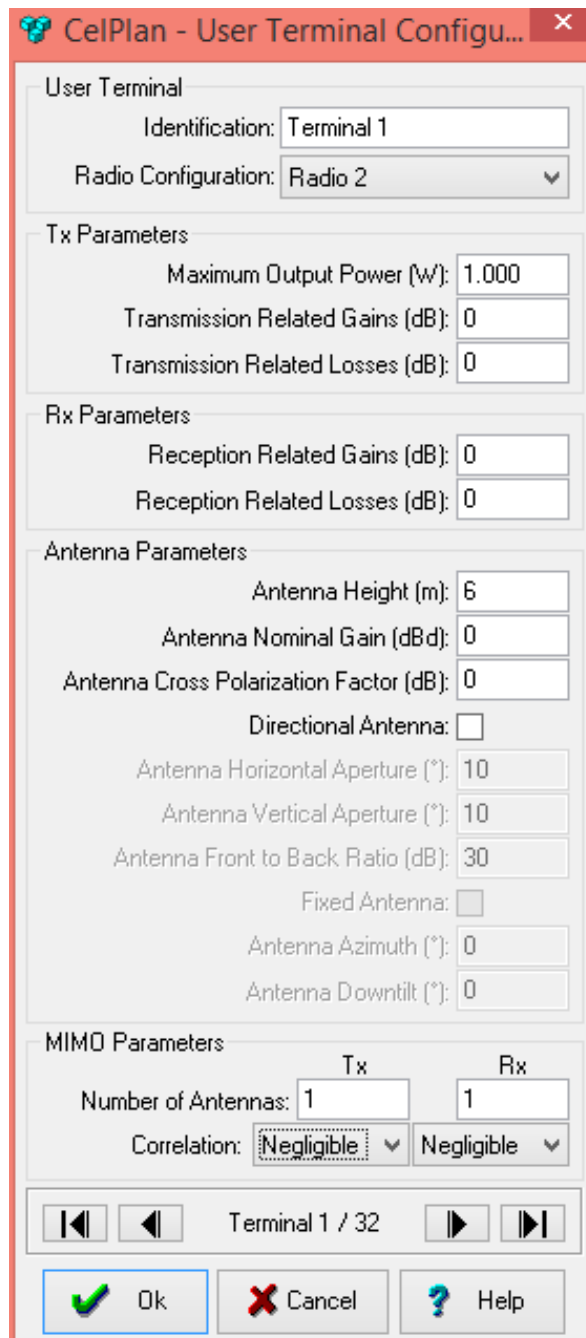 CelPlan - User Terminal Configu...
User Terminal
Identification: Terminal 1
Radio Configuration: Radio 2
Tx Parameters
Maximum Output Power (W): 1.000
Transmission Related Gains (dB): 0
Transmission Related Losses (dB): 0
Rx Parameters
Reception Related Gains (dB): 0
Reception Related Losses (dB): 0
Antenna Parameters
Antenna Height (m): 6
Antenna Nominal Gain (dBd): 0
Antenna Cross Polarization Factor (dB): 0
Directional Antenna:
Antenna Horizontal Aperture (°): 10
Antenna Vertical Aperture (°): 10
Antenna Front to Back Ratio (dB): 30
Fixed Antenna:
Antenna Azimuth (°): 0
Antenna Downtilt (°): 0
MIMO Parameters
Tx Rx
Number of Antennas: 1 1
Correlation: Negligible Negligible
Terminal 1 / 32
Ok Cancel Help